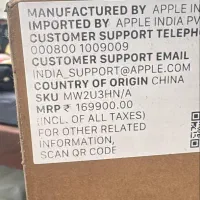 MANUFACTURED BY APPLE IN
IMPORTED BY APPLE INDIA PV
CUSTOMER SUPPORT TELEPH
000800 1009009
CUSTOMER SUPPORT EMAIL
INDIA_SUPPORT@APPLE.COM
COUNTRY OF ORIGIN CHINA
SKU MW2U3HN/A
MRP ₹ 169900.00
(INCL. OF ALL TAXES)
FOR OTHER RELATED
INFORMATION,
SCAN QR CODE